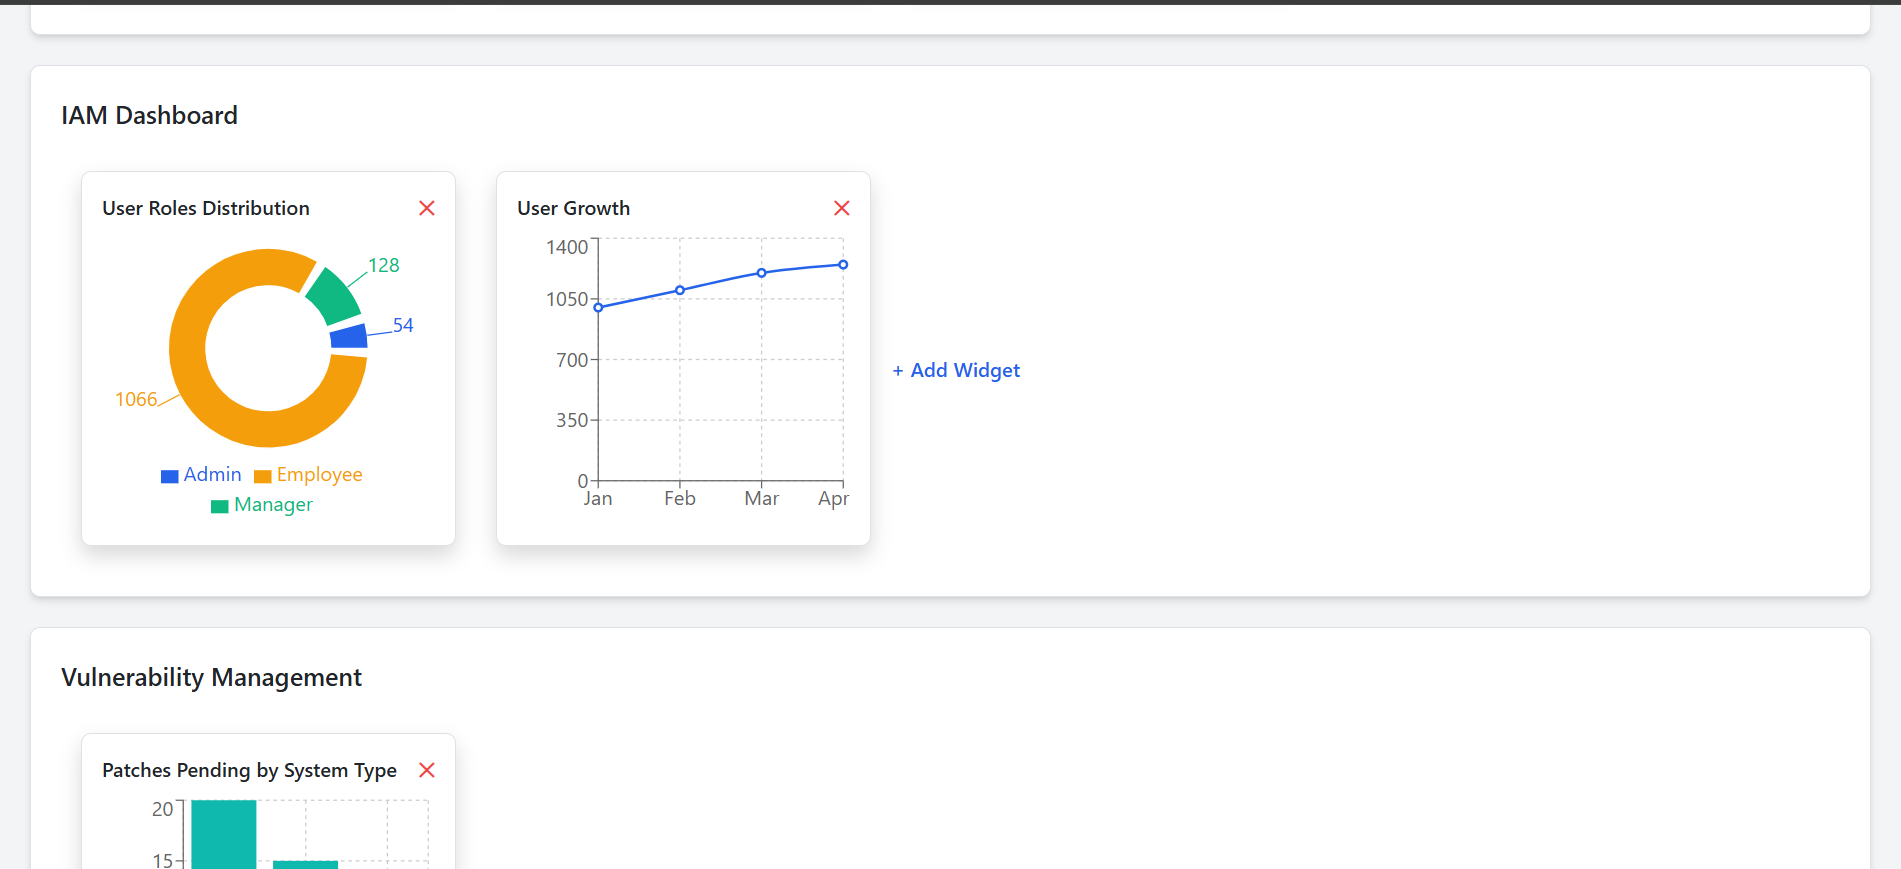 IAM Dashboard
User Roles Distribution
128
54
1066
Admin Employee
Manager
User Growth
1400
1050
700
350
0
Jan Feb Mar Apr
+ Add Widget
Vulnerability Management
Patches Pending by System Type
20
15